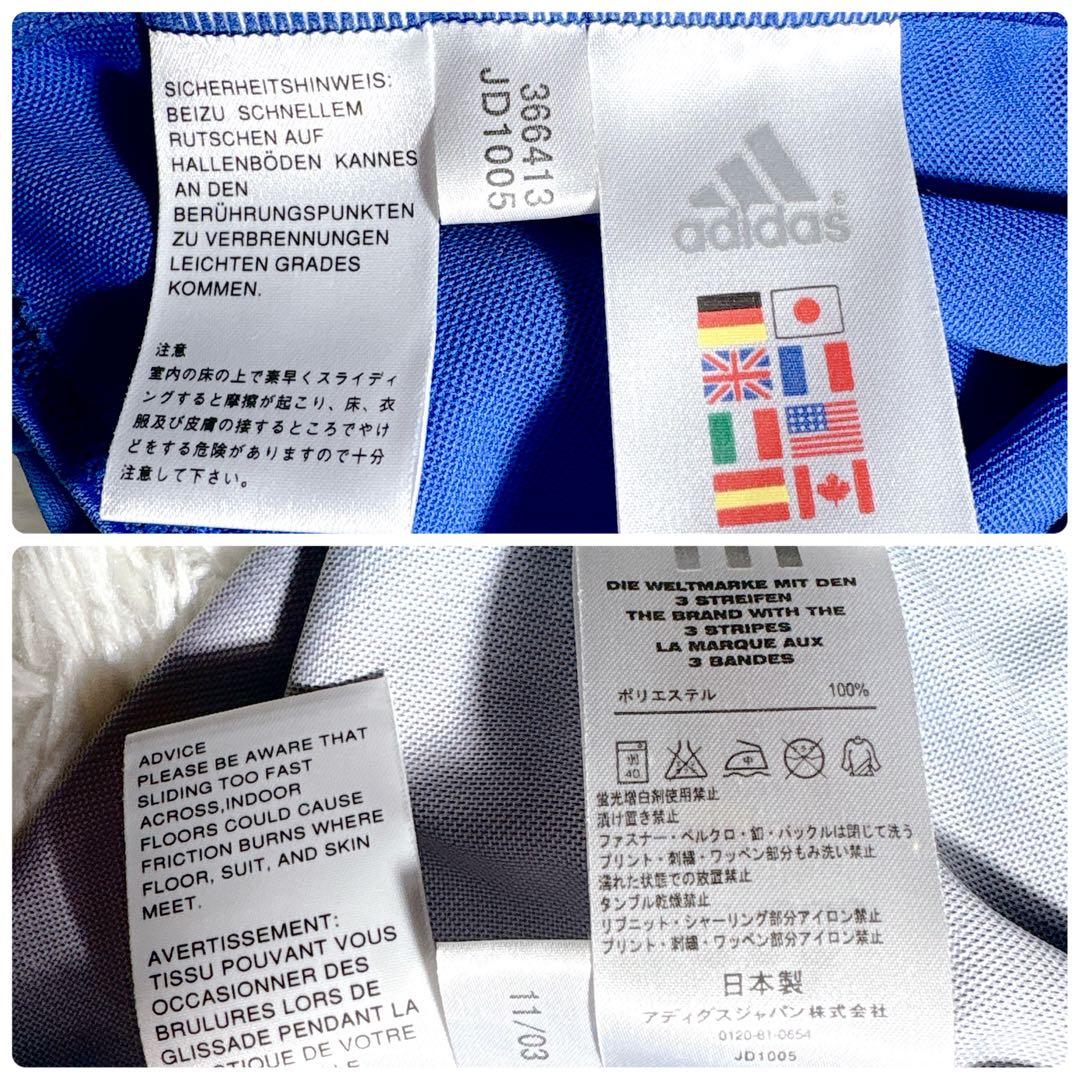 SICHERHEITSHINWEIS:
BEIZU SCHNELLEM
RUTSCHEN AUF
HALLENBÖDEN KANNES
AN DEN
BERÜHRUNGSPUNKTEN
ZU VERBRENNUNGEN
LEICHTEN GRADES
KOMMEN.
注意
室内の床の上で素早くスライディ
ングすると摩擦が起こり、床、衣
服及び皮膚の接するところでやけ
どをする危険がありますので十分
注意して下さい。
366413
JD1005
adidas®
ADVICE
PLEASE BE AWARE THAT
SLIDING TOO FAST
ACROSS,INDOOR
FLOORS COULD CAUSE
FRICTION BURNS WHERE
FLOOR, SUIT, AND SKIN
MEET.
AVERTISSEMENT:
TISSU POUVANT VOUS
OCCASIONNER DES
BRULURES LORS DE
GLISSADE PENDANT LA
DE VOTRE
11/03
DIE WELTMARKE MIT DEN
3 STREIFEN
THE BRAND WITH THE
3 STRIPES
LA MARQUE AUX
3 BANDES
ポリエステル 100%
40 中
蛍光増白剤使用禁止
漬け置き禁止
ファスナー・ベルクロ・釦・バックルは閉じて洗う
プリント・刺繍・ワッペン部分もみ洗い禁止
濡れた状態での放置禁止
タンブル乾燥禁止
リブニット・シャーリング部分アイロン禁止
プリント・刺繍・ワッペン部分アイロン禁止
日本製
アディダスジャパン株式会社
0120-81-0654
JD1005